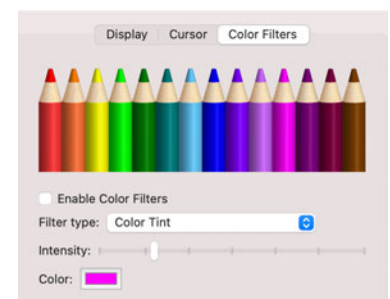 Display Cursor Color Filters
Enable Color Filters
Filter type: Color Tint
Intensity:
Color: